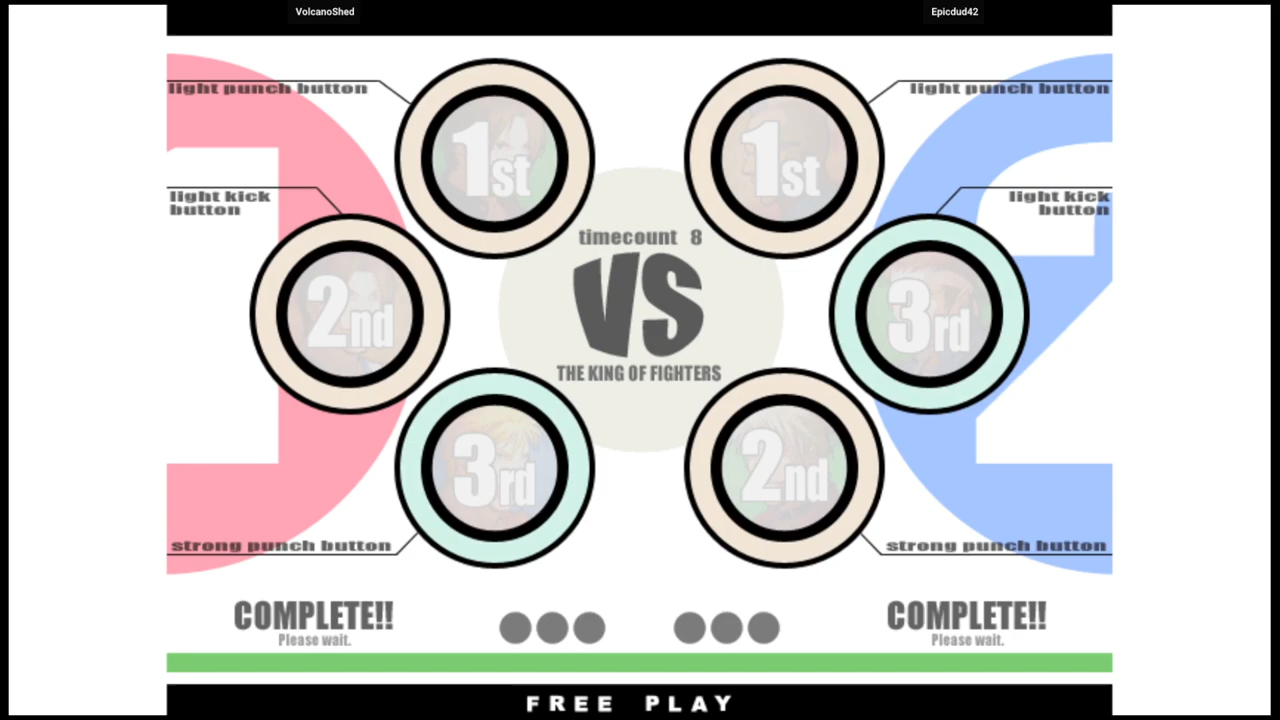 VolcanoShed
Epicdud42
light punch button
light punch button
1st
1st
light kick
button
light kick
button
timecount 8
VS
THE KING OF FIGHTERS
2nd
3rd
3rd
2nd
strong punch button
strong punch button
COMPLETE!!
Please wait.
COMPLETE!!
Please wait.
FREE PLAY